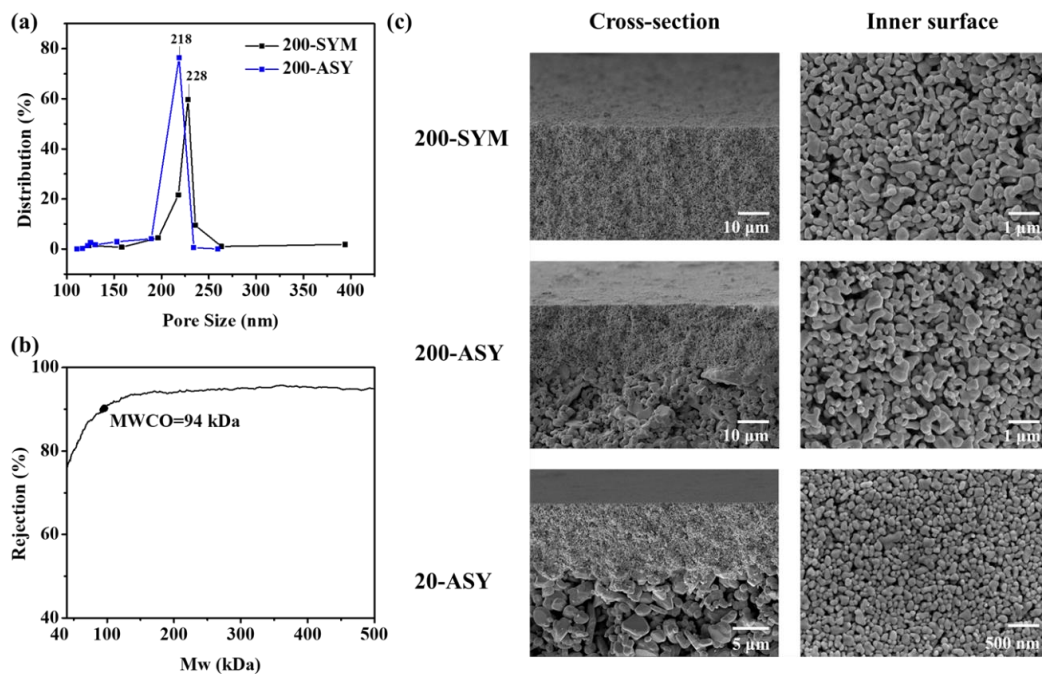 (a)
218
228
200-SYM
200-ASY
80
60
40
20
0
Distribution (%)
100 150 200 250 300 350 400
Pore Size (nm)
(b)
100
80
60
40
MWCO=94 kDa
Rejection (%)
40 100 200 300 400 500
Mw (kDa)
(c)
Cross-section Inner surface
200-SYM
10 µm
1 µm
200-ASY
10 µm
1 µm
20-ASY
5 µm
500 nm